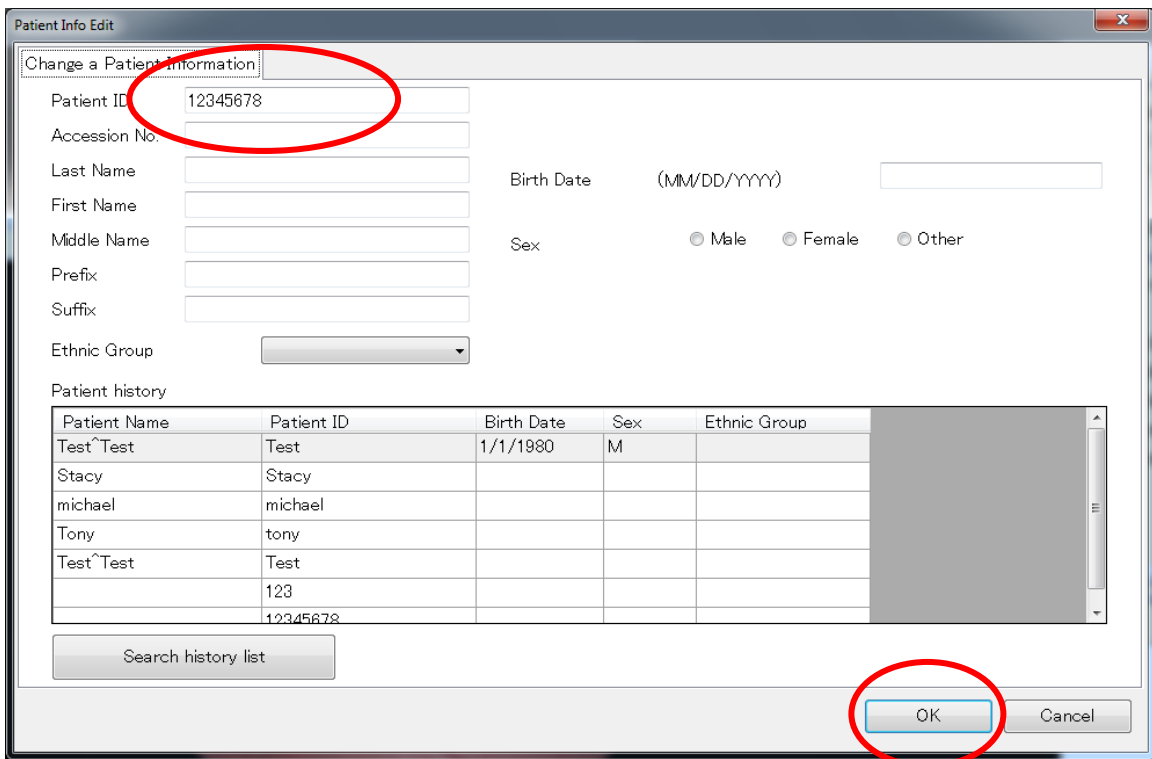 Patient Info Edit
Change a Patient Information
Patient ID 12345678
Accession No.
Last Name
Birth Date (MM/DD/YYYY)
First Name
Middle Name
Sex Male Female Other
Prefix
Suffix
Ethnic Group
Patient history
Patient Name Patient ID Birth Date Sex Ethnic Group
Test^Test Test 1/1/1980 M
Stacy Stacy
michael michael
Tony tony
Test^Test Test
123
12345678
Search history list
OK Cancel